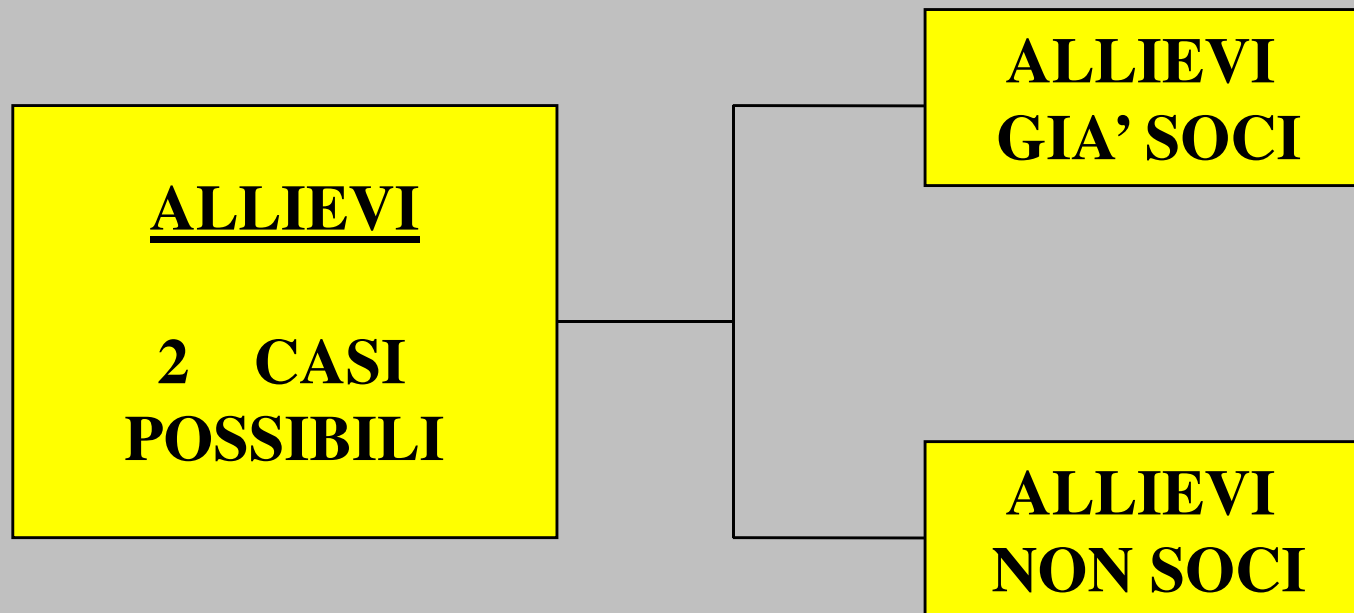 ALLIEVI
2 CASI
POSSIBILI
ALLIEVI
GIA’ SOCI
ALLIEVI
NON SOCI